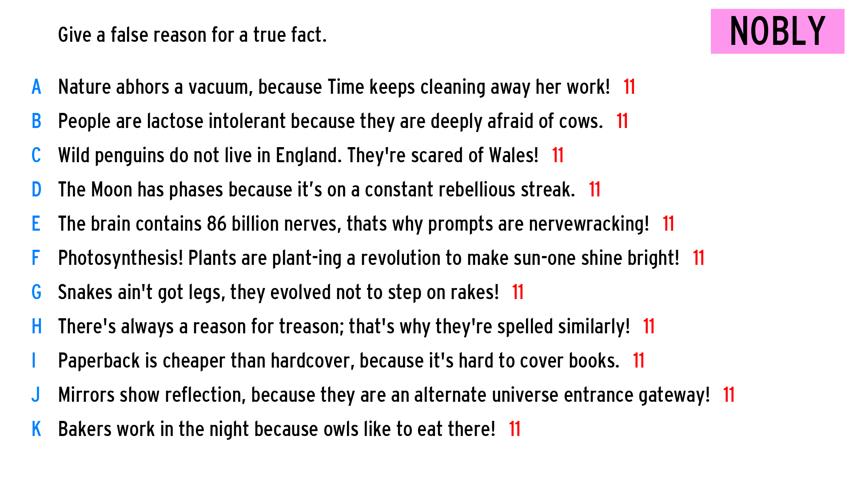 Give a false reason for a true fact.
NOBLY
A Nature abhors a vacuum, because Time keeps cleaning away her work! 11
B People are lactose intolerant because they are deeply afraid of cows. 11
C Wild penguins do not live in England. They're scared of Wales! 11
D The Moon has phases because it’s on a constant rebellious streak. 11
E The brain contains 86 billion nerves, thats why prompts are nervewracking! 11
F Photosynthesis! Plants are plant-ing a revolution to make sun-one shine bright! 11
G Snakes ain't got legs, they evolved not to step on rakes! 11
H There's always a reason for treason; that's why they're spelled similarly! 11
I Paperback is cheaper than hardcover, because it's hard to cover books. 11
J Mirrors show reflection, because they are an alternate universe entrance gateway! 11
K Bakers work in the night because owls like to eat there! 11